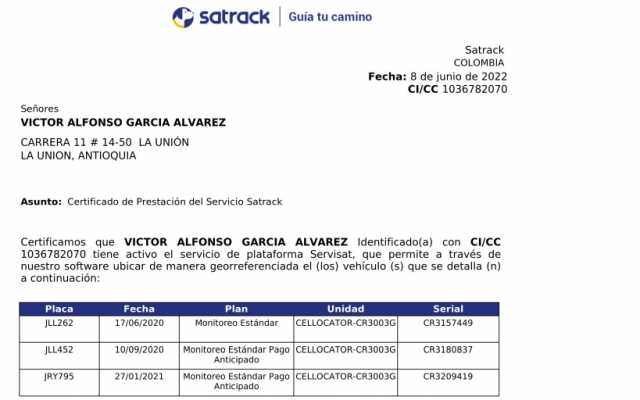 satrack | Guía tu camino
Satrack
COLOMBIA
Fecha: 8 de junio de 2022
CI/CC 1036782070
Señores
VICTOR ALFONSO GARCIA ALVAREZ
CARRERA 11 # 14-50 LA UNIÓN
LA UNION, ANTIOQUIA
Asunto: Certificado de Prestación del Servicio Satrack
Certificamos que VICTOR ALFONSO GARCIA ALVAREZ Identificado(a) con CI/CC
1036782070 tiene activo el servicio de plataforma Servisat, que permite a través de
nuestro software ubicar de manera georreferenciada el (los) vehículo (s) que se detalla (n)
a continuación:
Placa Fecha Plan Unidad Serial
JLL262 17/06/2020 Monitoreo Estándar CELLOCATOR-CR3003G CR3157449
JLL452 10/09/2020 Monitoreo Estándar Pago CELLOCATOR-CR3003G CR3180837
Anticipado
JRY795 27/01/2021 Monitoreo Estándar Pago CELLOCATOR-CR3003G CR3209419
Anticipado